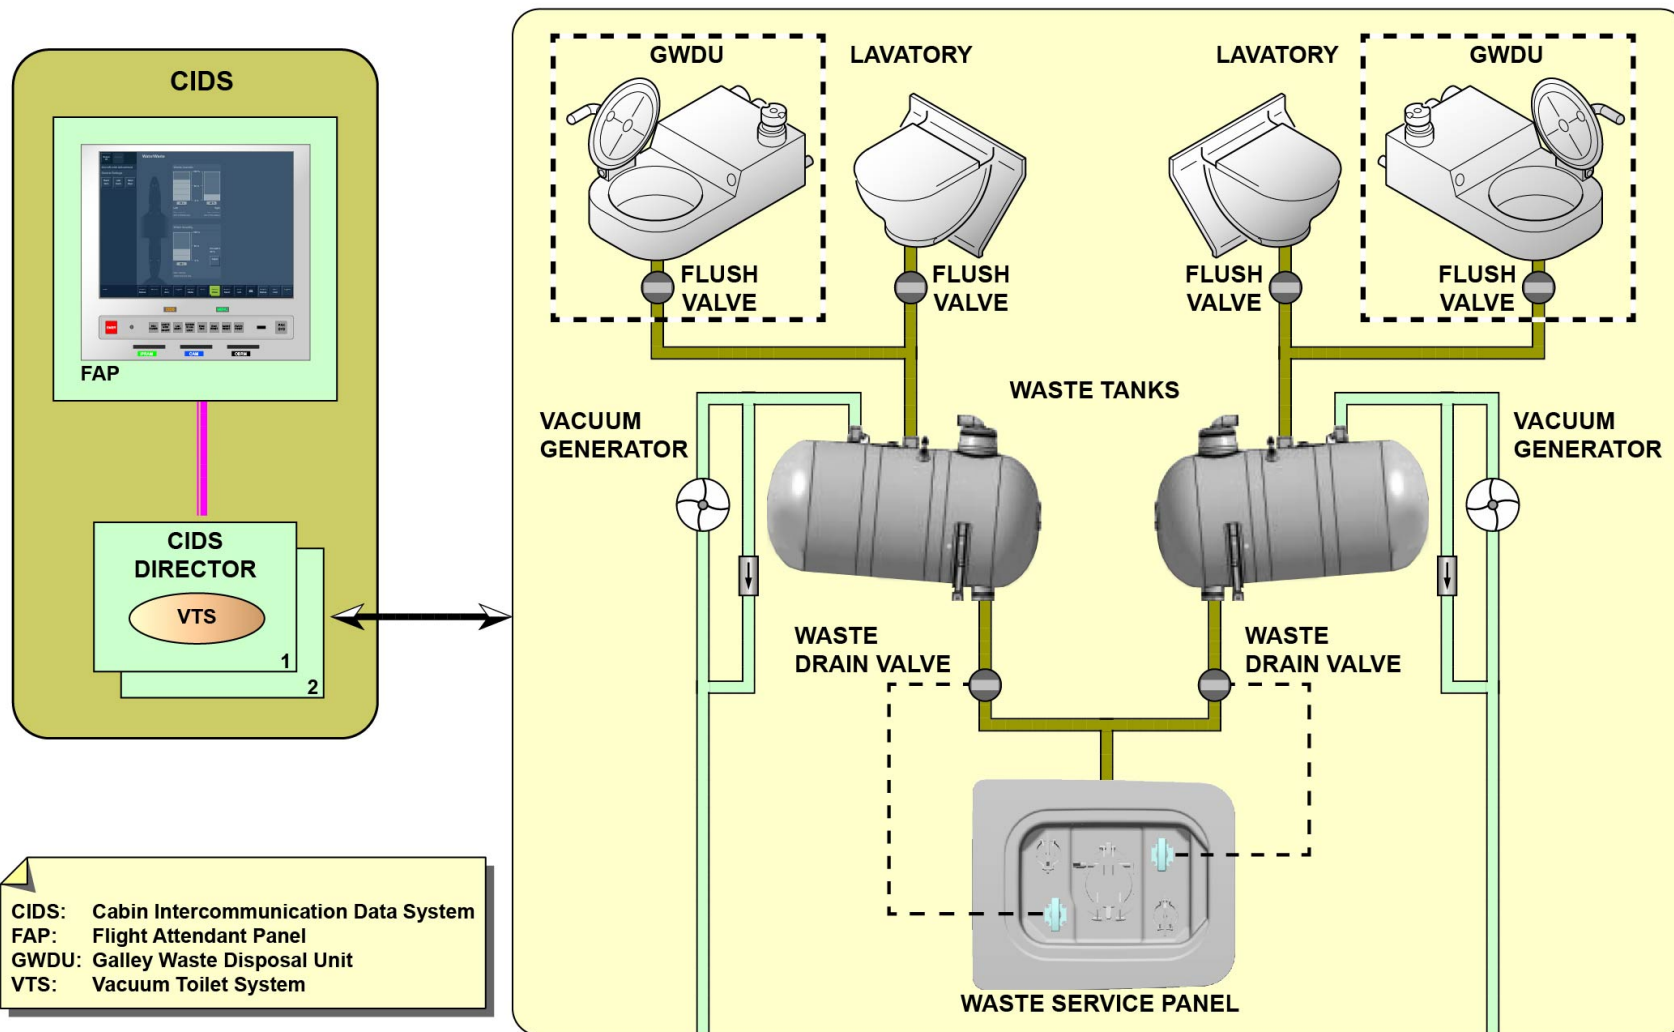 CIDS
FAP
CIDS
DIRECTOR
VTS
1
2
GWDU
LAVATORY
LAVATORY
GWDU
FLUSH
VALVE
FLUSH
VALVE
FLUSH
VALVE
FLUSH
VALVE
WASTE TANKS
VACUUM
GENERATOR
VACUUM
GENERATOR
WASTE
DRAIN VALVE
WASTE
DRAIN VALVE
WASTE SERVICE PANEL
CIDS: Cabin Intercommunication Data System
FAP: Flight Attendant Panel
GWDU: Galley Waste Disposal Unit
VTS: Vacuum Toilet System